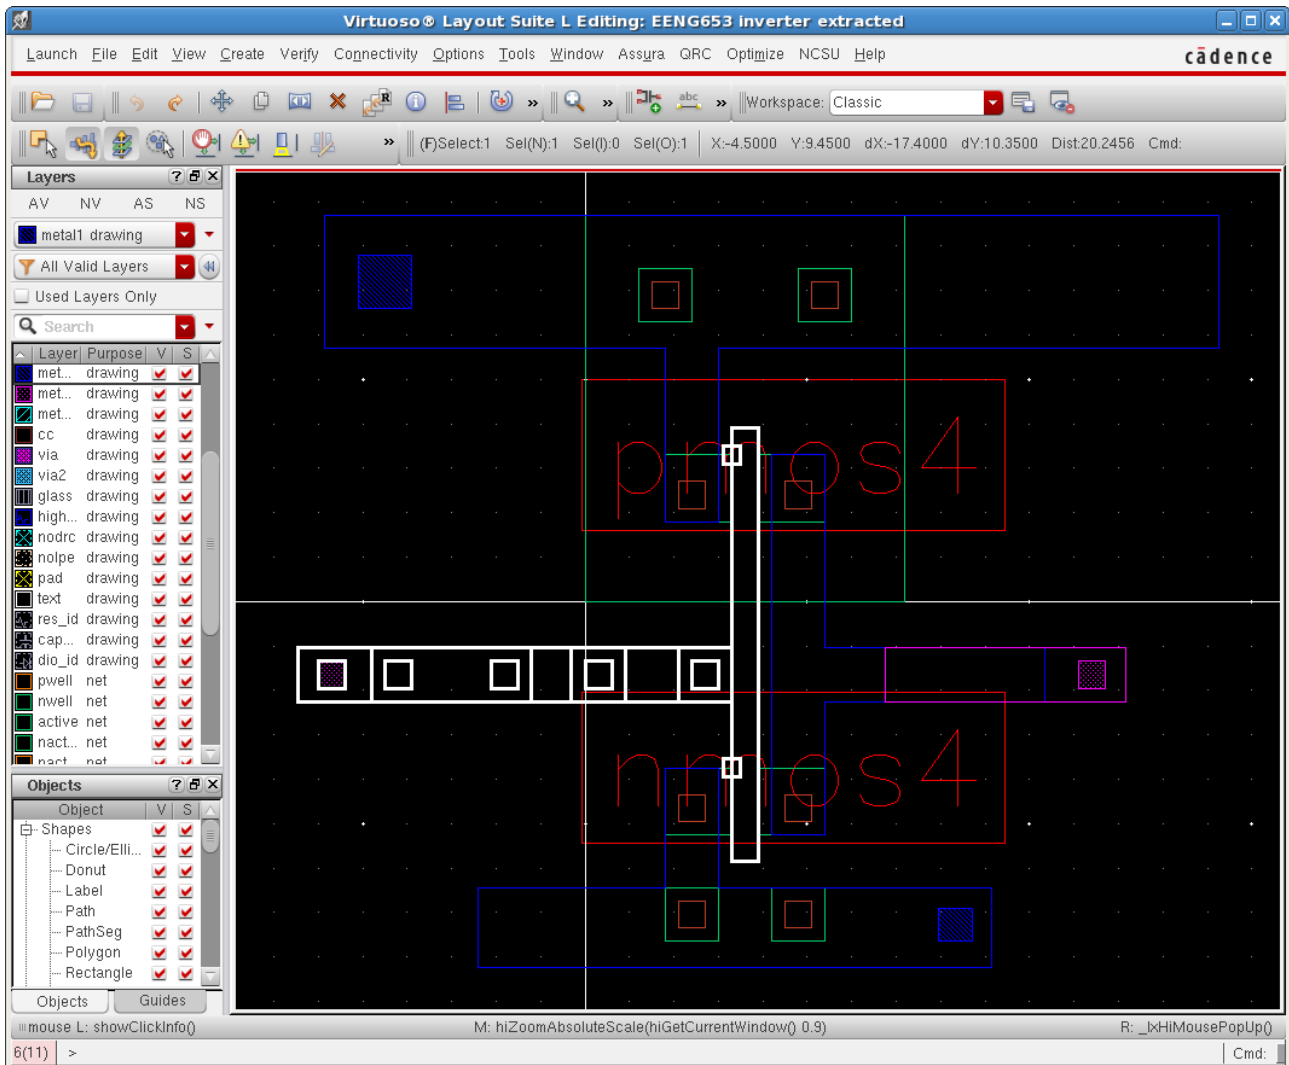 Virtuoso® Layout Suite L Editing: EENG653 inverter extracted
Launch File Edit View Create Verify Connectivity Options Tools Window Assura QRC Optimize NCSU Help cādence
R » » abc » Workspace: Classic
» (F)Select:1 Sel(N):1 Sel(I):0 Sel(O):1 X:-4.5000 Y:9.4500 dX:-17.4000 dY:10.3500 Dist:20.2456 Cmd:
Layers
AV NV AS NS
metal1 drawing
All Valid Layers
Used Layers Only
Search
Layer Purpose V S
met... drawing
met... drawing
met... drawing
cc drawing
via drawing
via2 drawing
glass drawing
high... drawing
nodrc drawing
nolpe drawing
pad drawing
text drawing
res_id drawing
cap... drawing
dio_id drawing
pwell net
nwell net
active net
nact... net
pact net
pmos4
nmos4
Objects
Object V S
Shapes
Circle/Elli...
Donut
Label
Path
PathSeg
Polygon
Rectangle
Objects Guides
mouse L: showClickInfo() M: hiZoomAbsoluteScale(hiGetCurrentWindow() 0.9) R: _lxHiMousePopUp()
6(11) > Cmd: